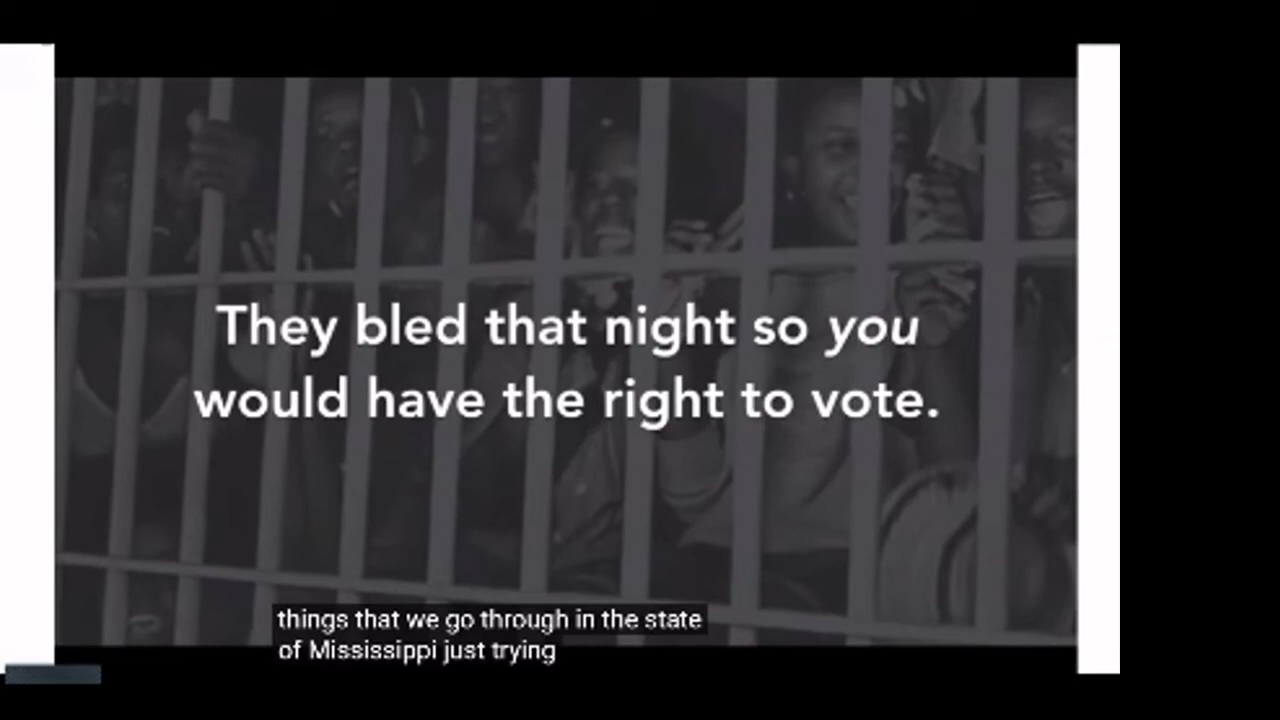 They bled that night so you
would have the right to vote.
things that we go through in the state
of Mississippi just trying